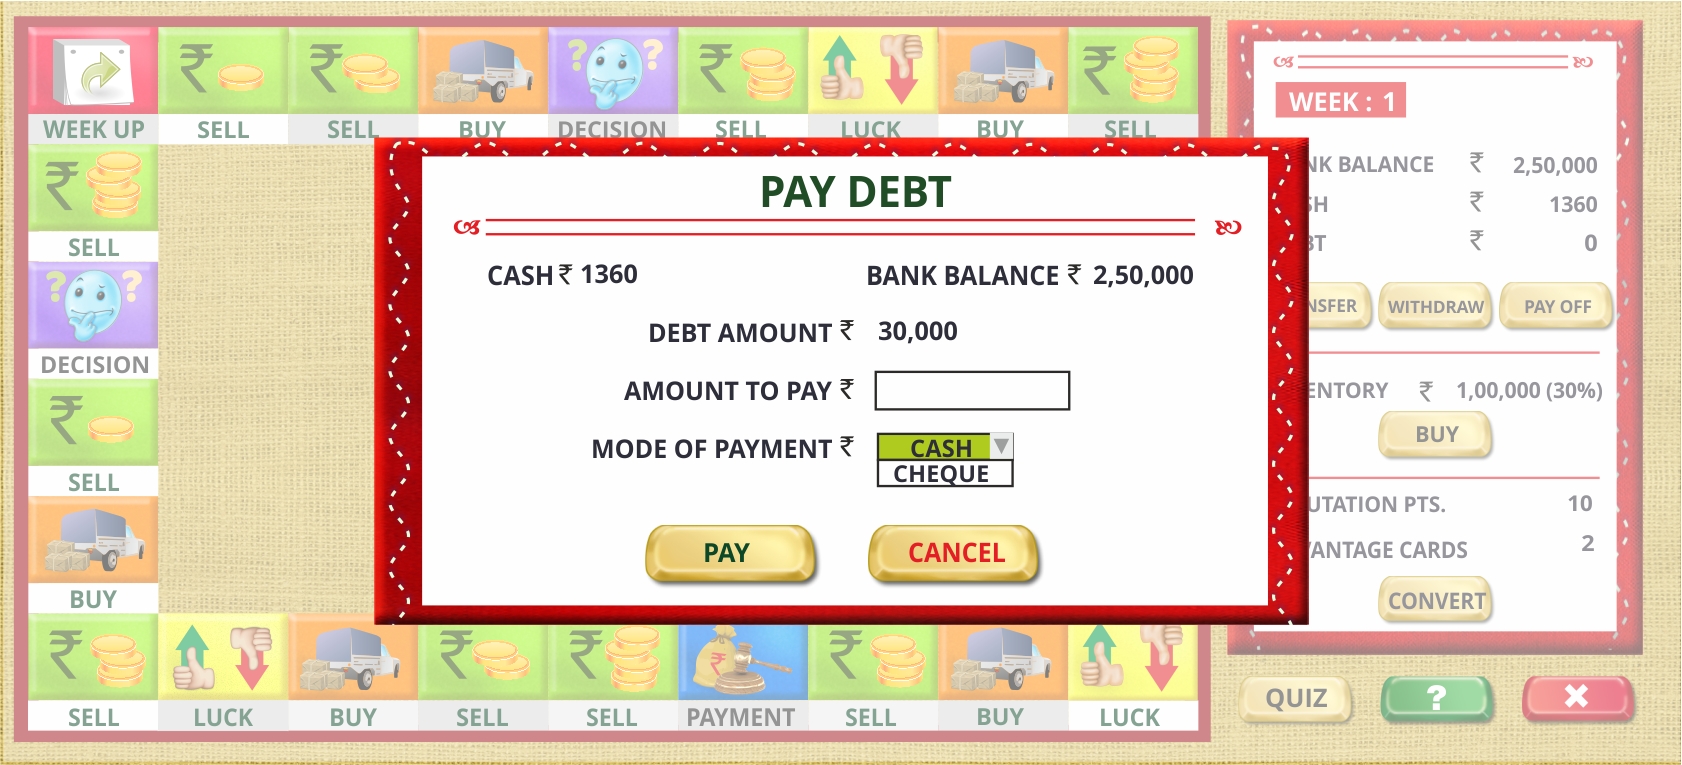 WEEK UP SELL SELL BUY DECISION SELL LUCK BUY SELL
SELL
DECISION
SELL
BUY
SELL LUCK BUY SELL SELL PAYMENT SELL BUY LUCK
PAY DEBT
CASH ₹ 1360 BANK BALANCE ₹ 2,50,000
DEBT AMOUNT ₹ 30,000
AMOUNT TO PAY ₹
MODE OF PAYMENT ₹ CASH
CHEQUE
PAY CANCEL
WEEK : 1
NK BALANCE ₹ 2,50,000
SH ₹ 1360
BT ₹ 0
NSFER WITHDRAW PAY OFF
ENTORY ₹ 1,00,000 (30%)
BUY
UTATION PTS. 10
VANTAGE CARDS 2
CONVERT
QUIZ ? ✖